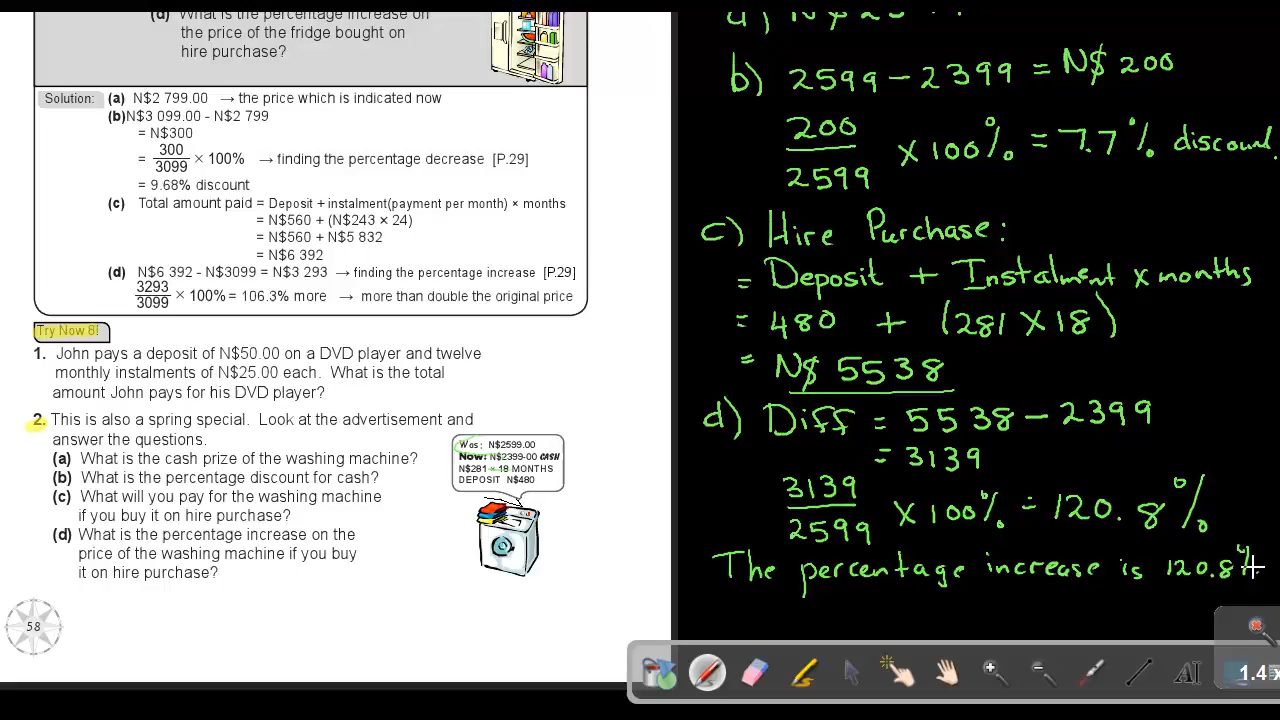 (d) What is the percentage increase on
the price of the fridge bought on
hire purchase?
Solution: (a) N$2 799.00 → the price which is indicated now
(b)N$3 099.00 - N$2 799
= N$300
= 300/3099 × 100% → finding the percentage decrease [P.29]
= 9.68% discount
(c) Total amount paid = Deposit + instalment(payment per month) × months
= N$560 + (N$243 × 24)
= N$560 + N$5 832
= N$6 392
(d) N$6 392 - N$3099 = N$3 293 → finding the percentage increase [P.29]
3293/3099 × 100% = 106.3% more → more than double the original price
Try Now 8!
1. John pays a deposit of N$50.00 on a DVD player and twelve
monthly instalments of N$25.00 each. What is the total
amount John pays for his DVD player?
2. This is also a spring special. Look at the advertisement and
answer the questions.
(a) What is the cash prize of the washing machine?
(b) What is the percentage discount for cash?
(c) What will you pay for the washing machine
if you buy it on hire purchase?
(d) What is the percentage increase on the
price of the washing machine if you buy
it on hire purchase?
Was: N$2599.00
Now: N$2399-00 CASH
N$281 × 18 MONTHS
DEPOSIT N$480
58
b) 2599 - 2399 = N$ 200
200/2599 × 100% = 7.7% discount
c) Hire Purchase:
= Deposit + Instalment × months
= 480 + (281 × 18)
= N$ 5538
d) Diff = 5538 - 2399
= 3139
3139/2599 × 100% = 120.8%
The percentage increase is 120.8%
AI
1.4 x